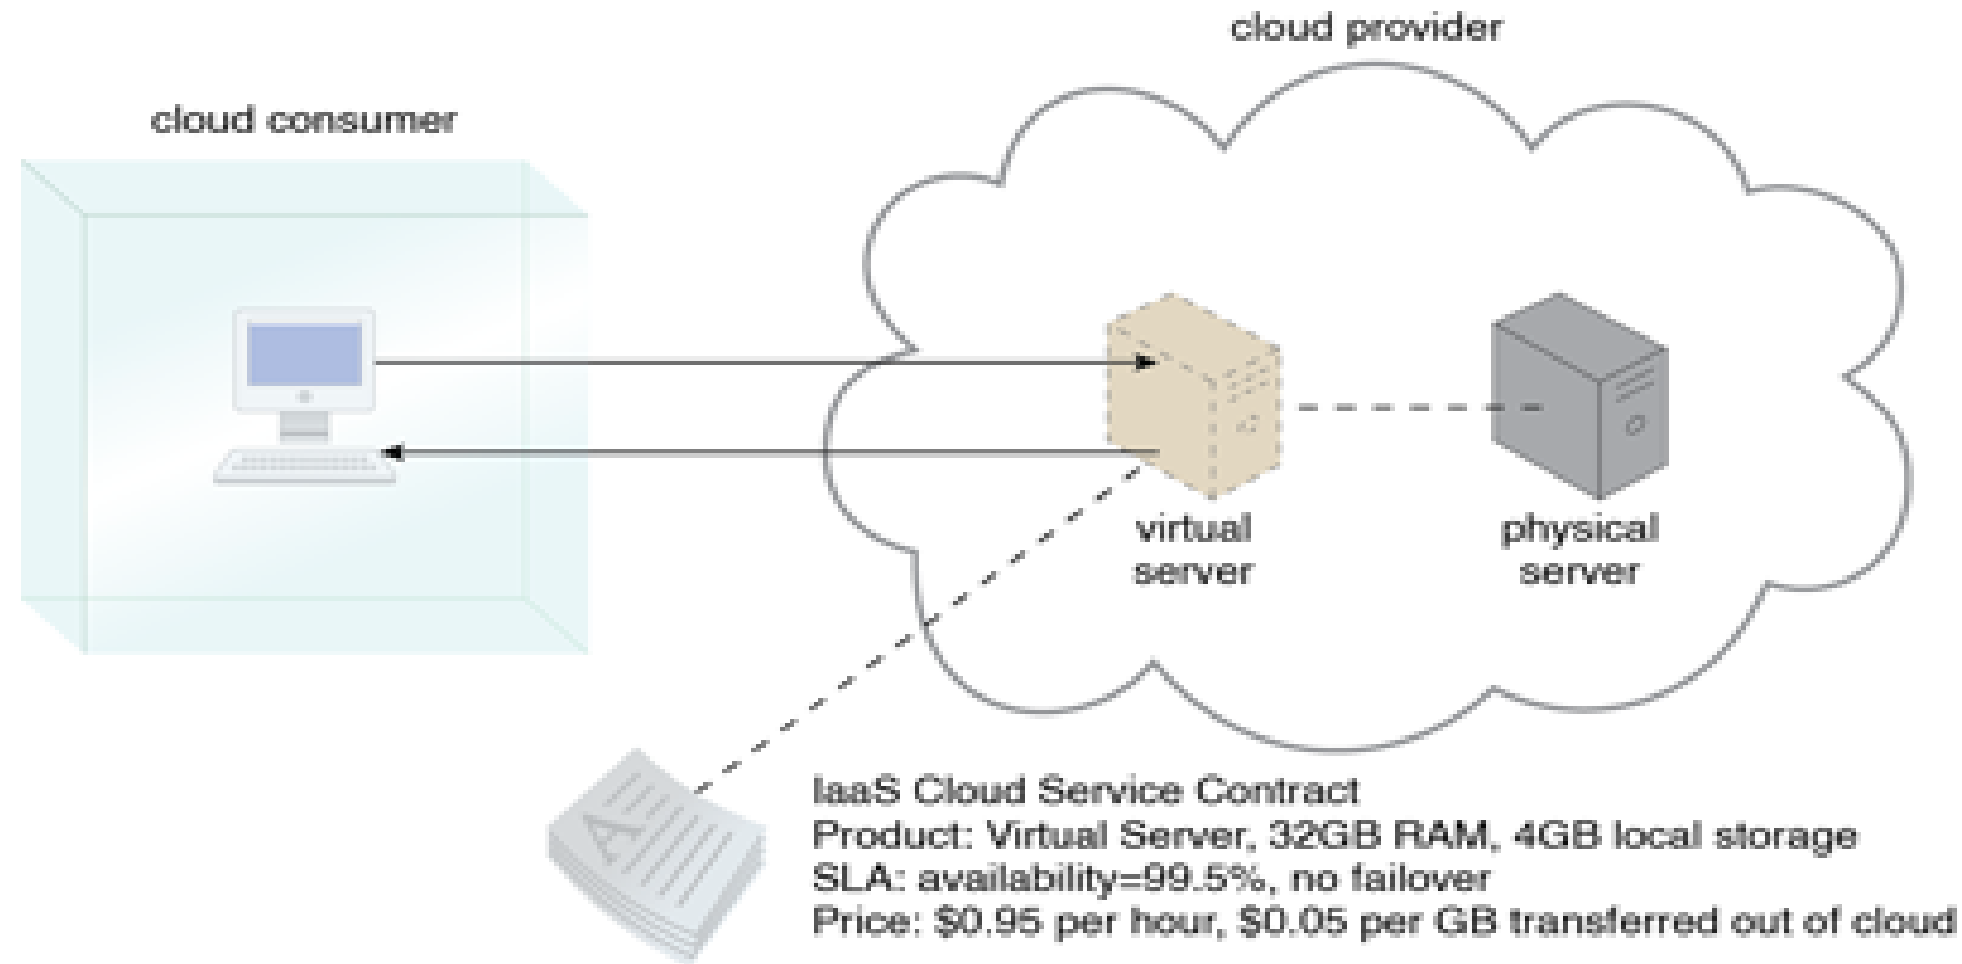 cloud provider
cloud consumer
virtual
server
physical
server
IaaS Cloud Service Contract
Product: Virtual Server, 32GB RAM, 4GB local storage
SLA: availability=99.5%, no failover
Price: $0.95 per hour, $0.05 per GB transferred out of cloud
A